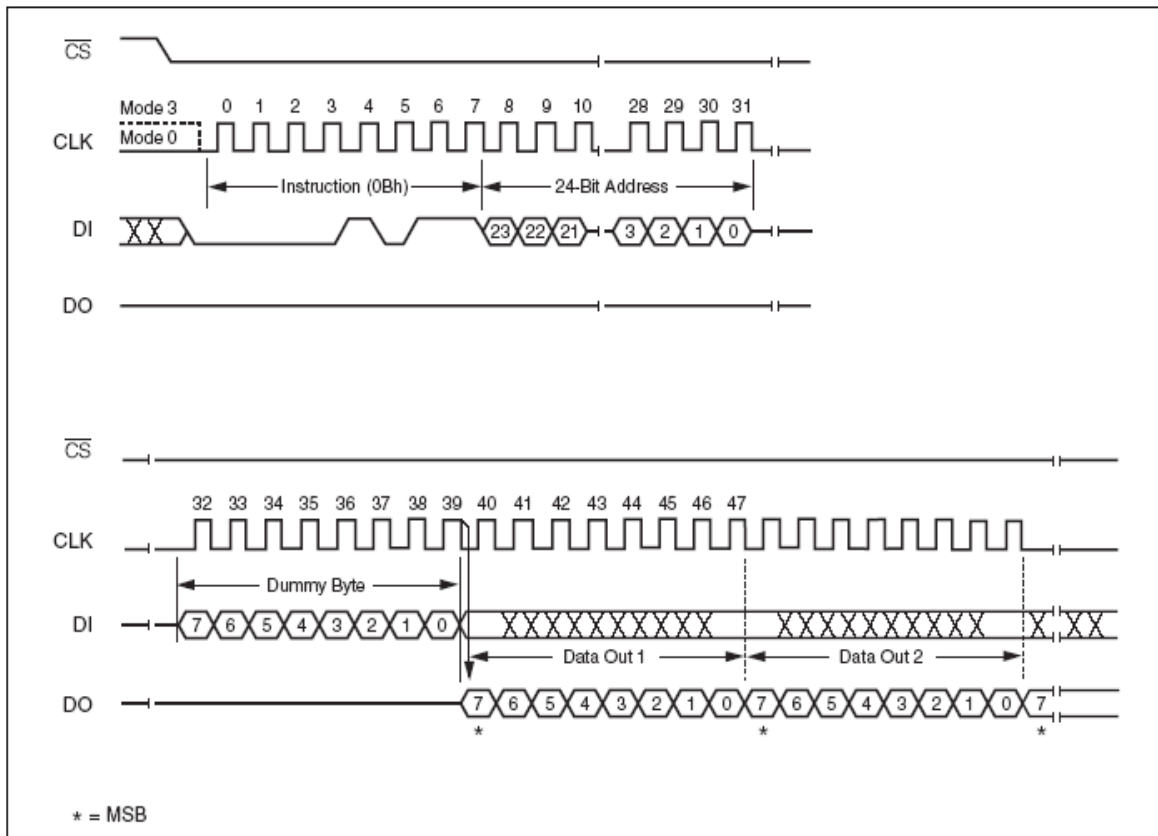 CS
Mode 3
0 1 2 3 4 5 6 7 8 9 10 28 29 30 31
CLK
Mode 0
Instruction (0Bh)
24-Bit Address
DI
23 22 21 3 2 1 0
DO
CS
32 33 34 35 36 37 38 39 40 41 42 43 44 45 46 47
CLK
Dummy Byte
DI
7 6 5 4 3 2 1 0
Data Out 1
Data Out 2
DO
7 6 5 4 3 2 1 0 7 6 5 4 3 2 1 0 7
* * *
* = MSB